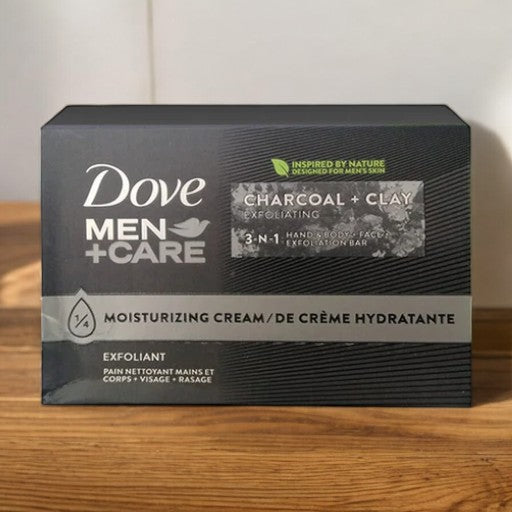 INSPIRED BY NATURE
DESIGNED FOR MEN'S SKIN
Dove
MEN
+CARE
CHARCOAL + CLAY
EXFOLIATING
3-N-1 HAND & BODY + FACE
EXFOLIATION BAR
1/4 MOISTURIZING CREAM/DE CRÈME HYDRATANTE
EXFOLIANT
PAIN NETTOYANT MAINS ET
CORPS + VISAGE + RASAGE